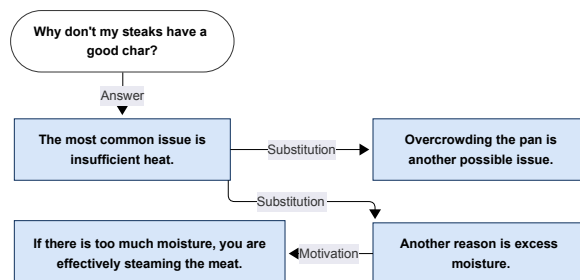 Why don't my steaks have a
good char?
Answer
The most common issue is
insufficient heat.
Substitution
Overcrowding the pan is
another possible issue.
Substitution
If there is too much moisture, you are
effectively steaming the meat.
Motivation
Another reason is excess
moisture.